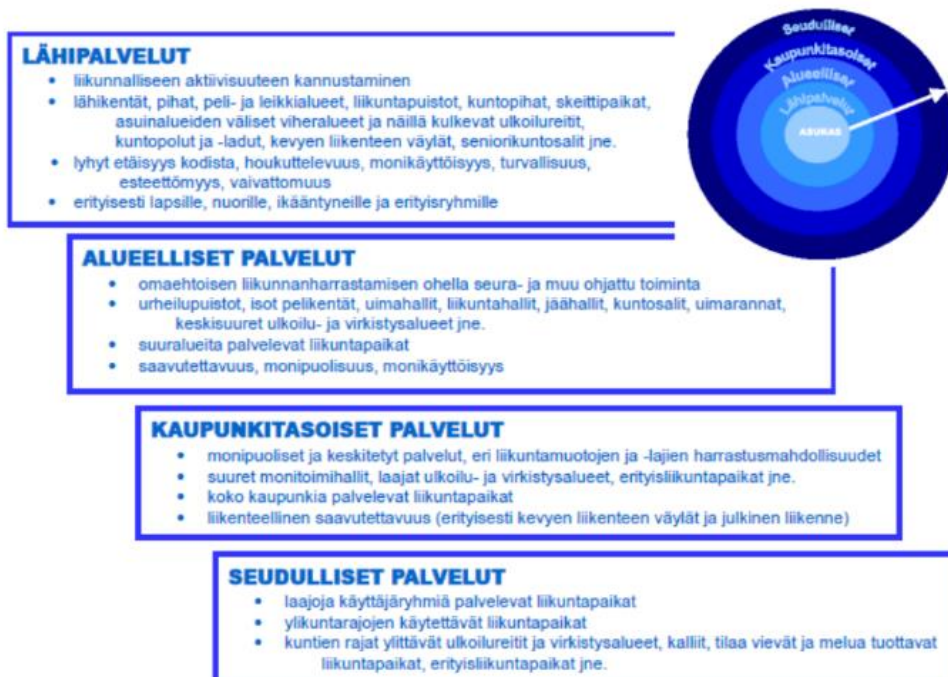 LÄHIPALVELUT
• liikunnalliseen aktiivisuuteen kannustaminen
• lähikentät, pihat, peli- ja leikkialueet, liikuntapuistot, kuntopihat, skeittipaikat,
asuinalueiden väliset viheralueet ja näillä kulkevat ulkoilureitit,
kuntopolut ja -ladut, kevyen liikenteen väylät, seniorikuntosalit jne.
• lyhyt etäisyys kodista, houkuttelevuus, monikäyttöisyys, turvallisuus,
esteettömyys, vaivattomuus
• erityisesti lapsille, nuorille, ikääntyneille ja erityisryhmille
Seudulliset
Kaupunkitasoiset
Alueelliset
Lähipalvelut
ASUKAS
ALUEELLISET PALVELUT
• omaehtoisen liikunnanharrastamisen ohella seura- ja muu ohjattu toiminta
• urheilupuistot, isot pelikentät, uimahallit, liikuntahallit, jäähallit, kuntosalit, uimarannat,
keskisuuret ulkoilu- ja virkistysalueet jne.
• suuralueita palvelevat liikuntapaikat
• saavutettavuus, monipuolisuus, monikäyttöisyys
KAUPUNKITASOISET PALVELUT
• monipuoliset ja keskitetyt palvelut, eri liikuntamuotojen ja -lajien harrastusmahdollisuudet
• suuret monitoimihallit, laajat ulkoilu- ja virkistysalueet, erityisliikuntapaikat jne.
• koko kaupunkia palvelevat liikuntapaikat
• liikenteellinen saavutettavuus (erityisesti kevyen liikenteen väylät ja julkinen liikenne)
SEUDULLISET PALVELUT
• laajoja käyttäjäryhmiä palvelevat liikuntapaikat
• ylikuntarajojen käytettävät liikuntapaikat
• kuntien rajat ylittävät ulkoilureitit ja virkistysalueet, kalliit, tilaa vievät ja melua tuottavat
liikuntapaikat, erityisliikuntapaikat jne.